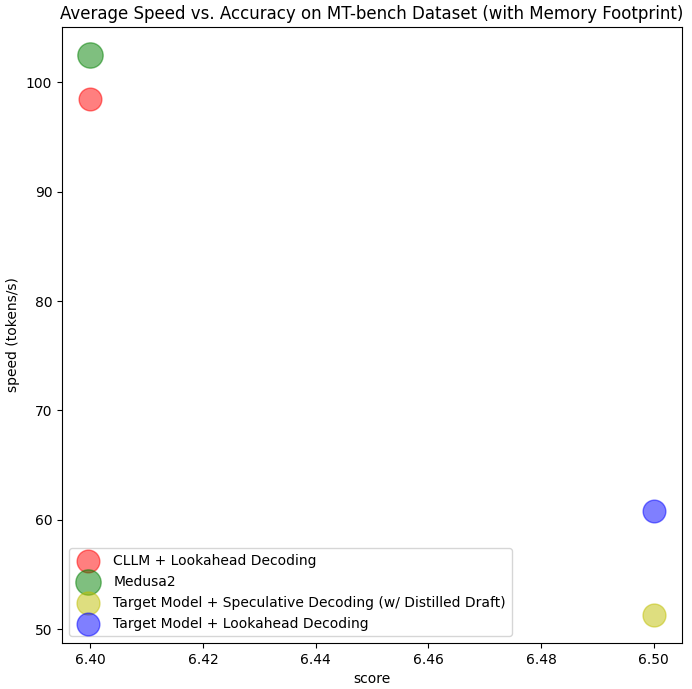 Average Speed vs. Accuracy on MT-bench Dataset (with Memory Footprint)
100
90
80
70
60
50
speed (tokens/s)
CLLM + Lookahead Decoding
Medusa2
Target Model + Speculative Decoding (w/ Distilled Draft)
Target Model + Lookahead Decoding
6.40 6.42 6.44 6.46 6.48 6.50
score